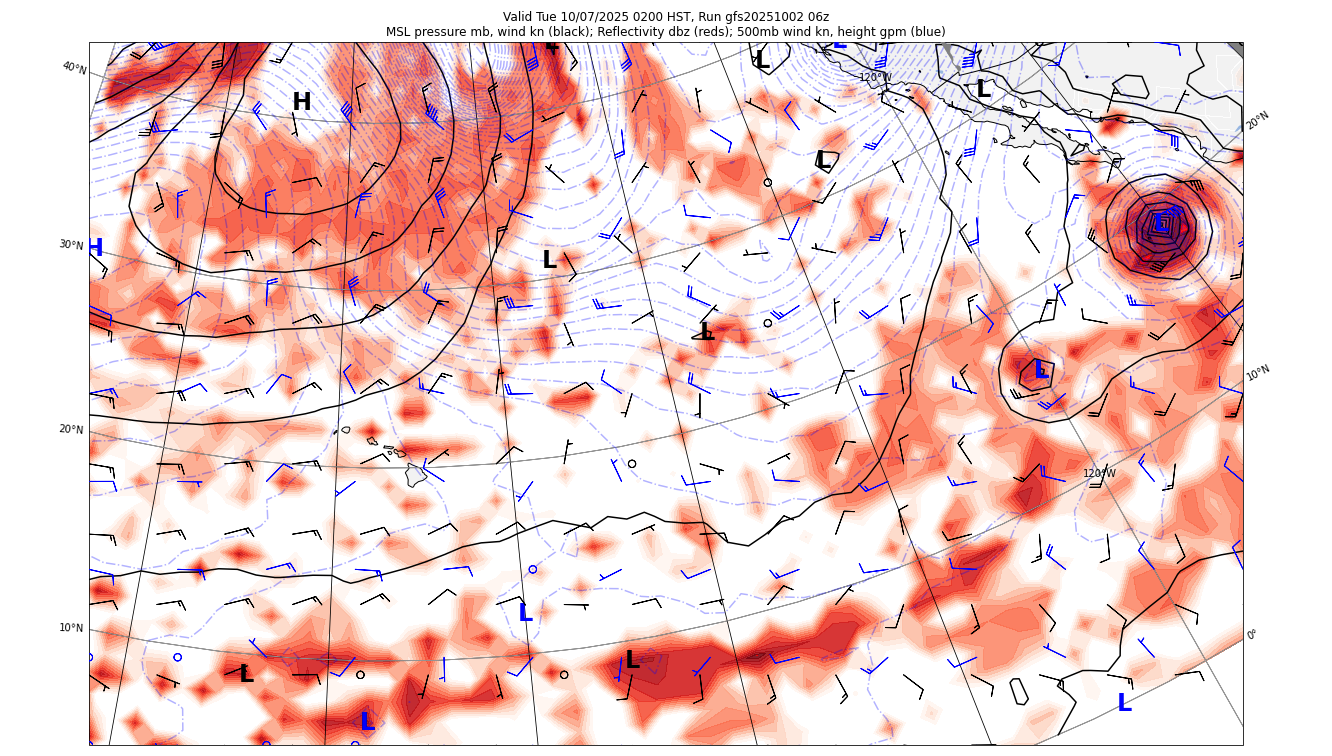 Valid Tue 10/07/2025 0200 HST, Run gfs20251002 06z
MSL pressure mb, wind kn (black); Reflectivity dbz (reds); 500mb wind kn, height gpm (blue)
L L
L
40°N
120°W
L
H
20°N
L
L
H
30°N
L
L
L
10°N
20°N
120°W
L
10°N
0°
L
L
L
L